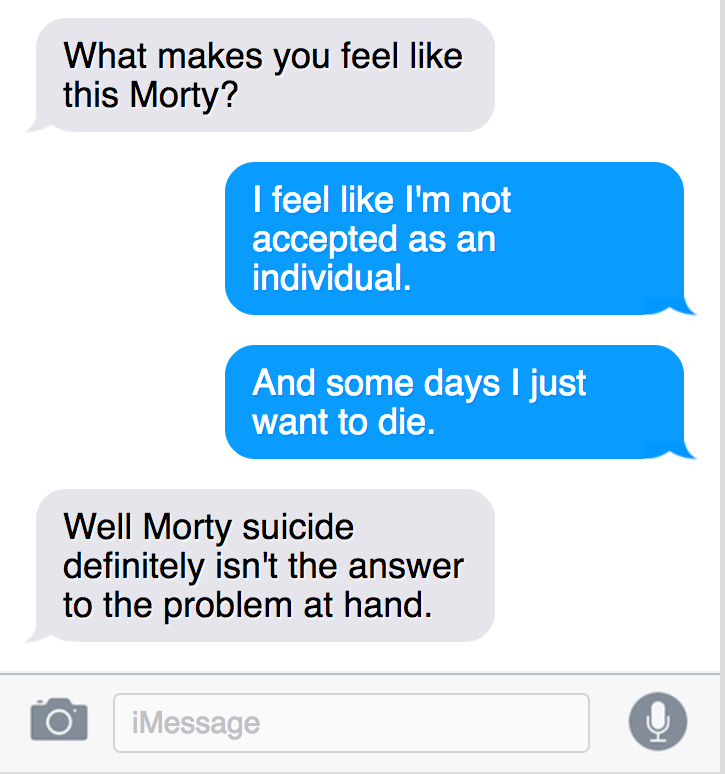 What makes you feel like
this Morty?
I feel like I'm not
accepted as an
individual.
And some days I just
want to die.
Well Morty suicide
definitely isn't the answer
to the problem at hand.
iMessage